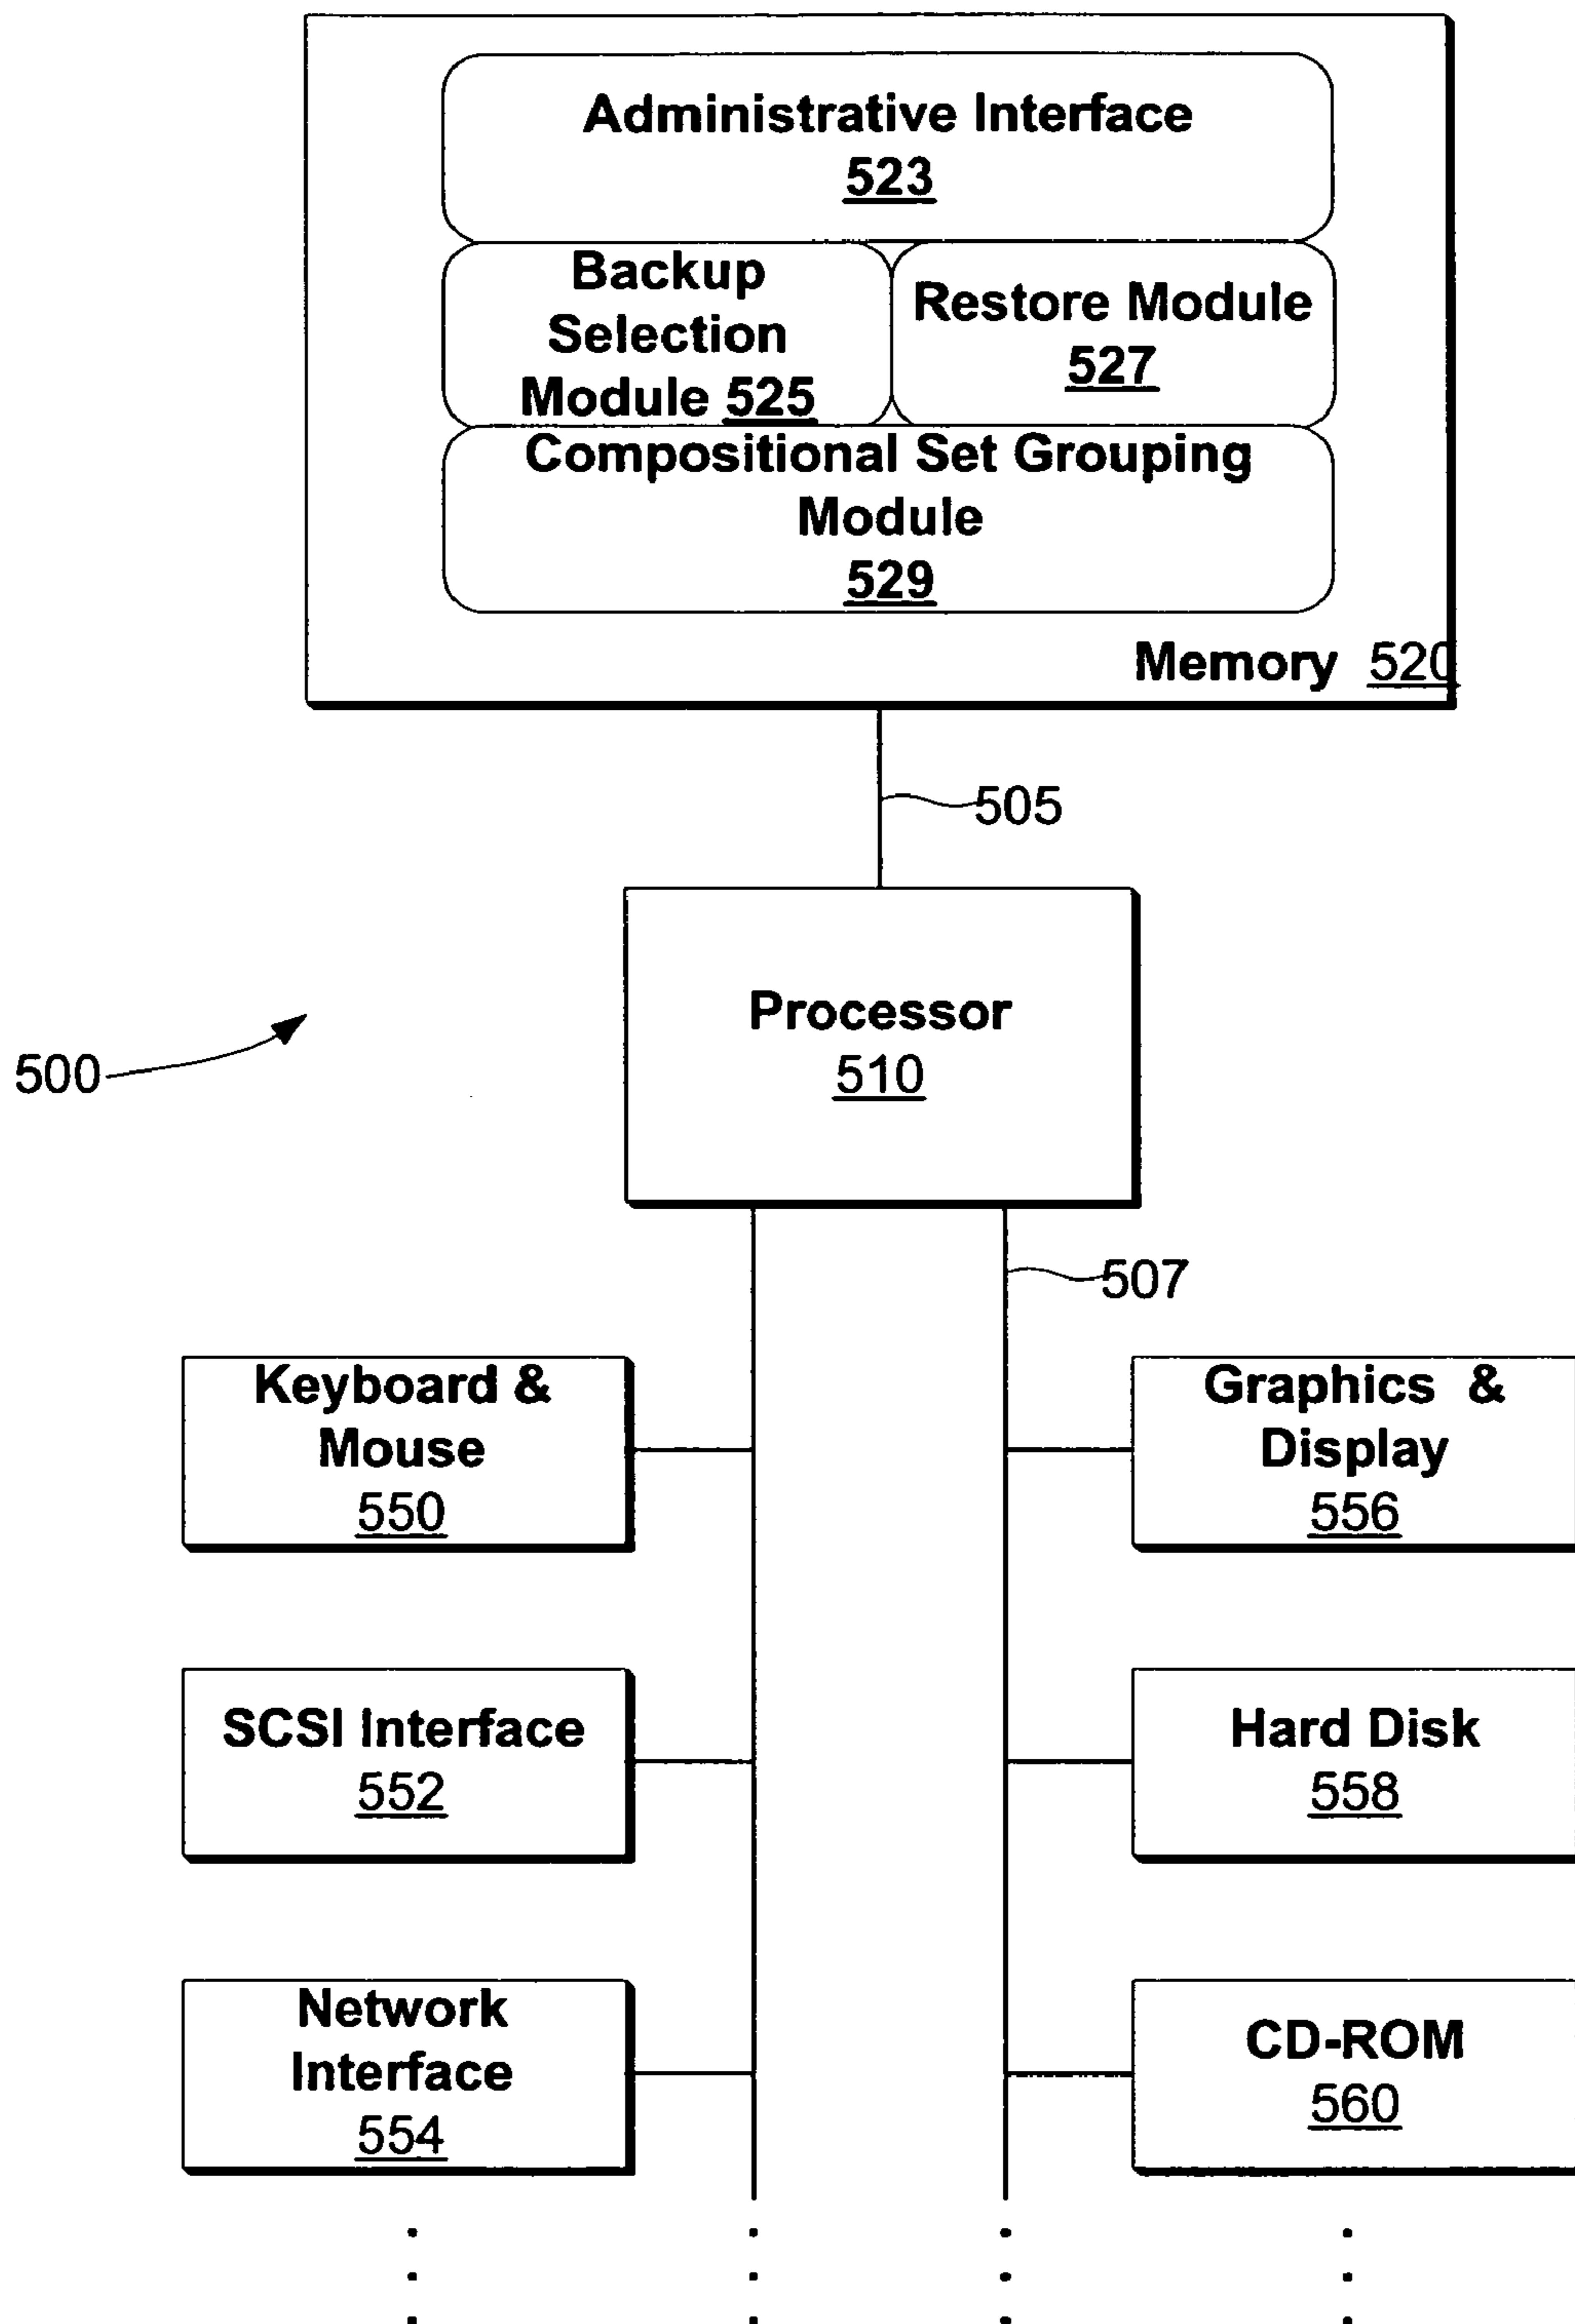 Administrative Interface
523
Backup
Selection
Module 525
Restore Module
527
Compositional Set Grouping
Module
529
Memory 520
505
Processor
510
500
507
Keyboard &
Mouse
550
Graphics &
Display
556
SCSI Interface
552
Hard Disk
558
Network
Interface
554
CD-ROM
560